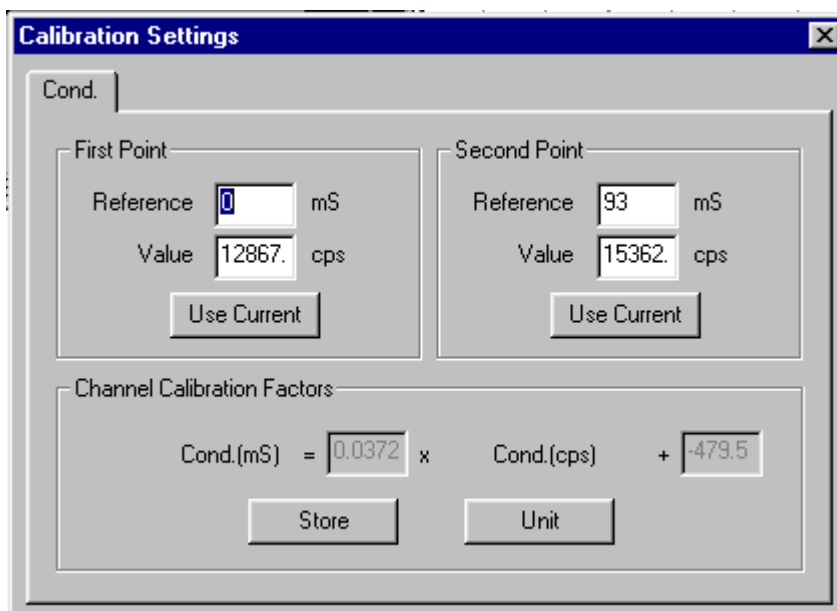 Calibration Settings
Cond.
First Point
Reference 0 mS
Value 12867. cps
Use Current
Second Point
Reference 93 mS
Value 15362. cps
Use Current
Channel Calibration Factors
Cond.(mS) = 0.0372 x Cond.(cps) + -479.5
Store Unit